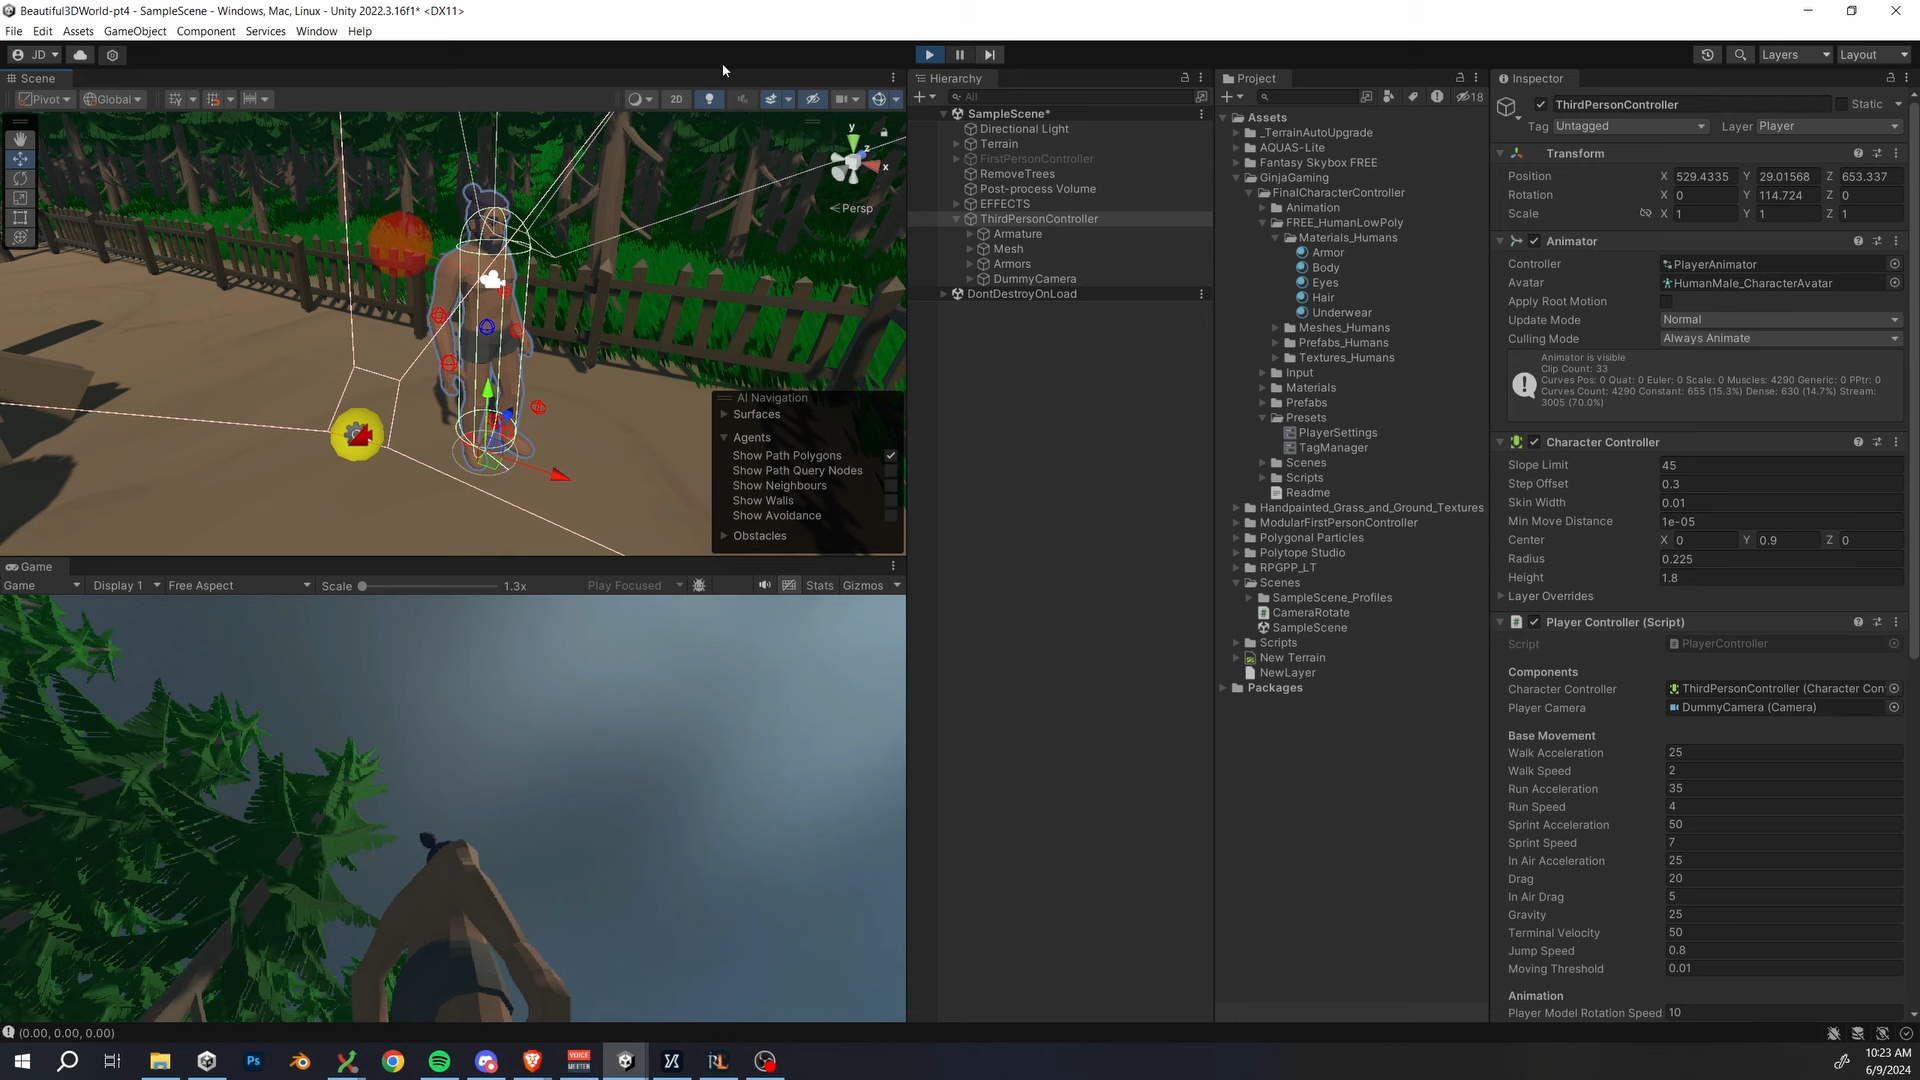 Beautiful3DWorld-pt4 - SampleScene - Windows, Mac, Linux - Unity 2022.3.16f1* <DX11>
File Edit Assets GameObject Component Services Window Help
JD
Layers Layout
Scene
Pivot Global 2D
y
z
x
Persp
AI Navigation
Surfaces
Agents
Show Path Polygons
Show Path Query Nodes
Show Neighbours
Show Walls
Show Avoidance
Obstacles
Game
Game Display 1 Free Aspect Scale 1.3x Play Focused Stats Gizmos
Hierarchy
All
SampleScene*
Directional Light
Terrain
FirstPersonController
RemoveTrees
Post-process Volume
EFFECTS
ThirdPersonController
Armature
Mesh
Armors
DummyCamera
DontDestroyOnLoad
Project
18
Assets
_TerrainAutoUpgrade
AQUAS-Lite
Fantasy Skybox FREE
GinjaGaming
FinalCharacterController
Animation
FREE_HumanLowPoly
Materials_Humans
Armor
Body
Eyes
Hair
Underwear
Meshes_Humans
Prefabs_Humans
Textures_Humans
Input
Materials
Prefabs
Presets
PlayerSettings
TagManager
Scenes
Scripts
Readme
Handpainted_Grass_and_Ground_Textures
ModularFirstPersonController
Polygonal Particles
Polytope Studio
RPGPP_LT
Scenes
SampleScene_Profiles
CameraRotate
SampleScene
Scripts
New Terrain
NewLayer
Packages
Inspector
ThirdPersonController Static
Tag Untagged Layer Player
Transform
Position X 529.4335 Y 29.01568 Z 653.337
Rotation X 0 Y 114.724 Z 0
Scale X 1 Y 1 Z 1
Animator
Controller PlayerAnimator
Avatar HumanMale_CharacterAvatar
Apply Root Motion
Update Mode Normal
Culling Mode Always Animate
Animator is visible
Clip Count: 33
Curves Pos: 0 Quat: 0 Euler: 0 Scale: 0 Muscles: 4290 Generic: 0 PPtr: 0
Curves Count: 4290 Constant: 655 (15.3%) Dense: 630 (14.7%) Stream:
3005 (70.0%)
Character Controller
Slope Limit 45
Step Offset 0.3
Skin Width 0.01
Min Move Distance 1e-05
Center X 0 Y 0.9 Z 0
Radius 0.225
Height 1.8
Layer Overrides
Player Controller (Script)
Script PlayerController
Components
Character Controller ThirdPersonController (Character Con
Player Camera DummyCamera (Camera)
Base Movement
Walk Acceleration 25
Walk Speed 2
Run Acceleration 35
Run Speed 4
Sprint Acceleration 50
Sprint Speed 7
In Air Acceleration 25
Drag 20
In Air Drag 5
Gravity 25
Terminal Velocity 50
Jump Speed 0.8
Moving Threshold 0.01
Animation
Player Model Rotation Speed 10
(0.00, 0.00, 0.00)
Ps
VOICE
MEETER
RL
10:23 AM
6/9/2024